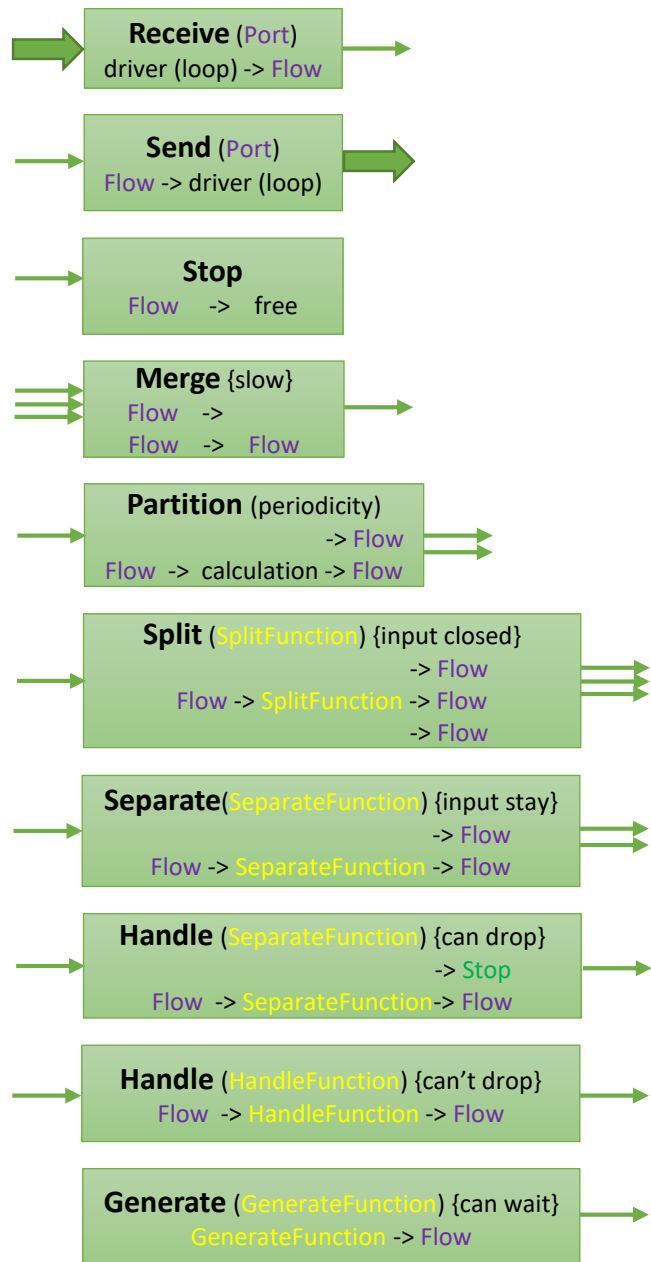 Receive (Port)
driver (loop) -> Flow
Send (Port)
Flow -> driver (loop)
Stop
Flow -> free
Merge {slow}
Flow ->
Flow -> Flow
Partition (periodicity)
-> Flow
Flow -> calculation -> Flow
Split (SplitFunction) {input closed}
-> Flow
Flow -> SplitFunction -> Flow
-> Flow
Separate(SeparateFunction) {input stay}
-> Flow
Flow -> SeparateFunction -> Flow
Handle (SeparateFunction) {can drop}
-> Stop
Flow -> SeparateFunction-> Flow
Handle (HandleFunction) {can’t drop}
Flow -> HandleFunction -> Flow
Generate (GenerateFunction) {can wait}
GenerateFunction -> Flow